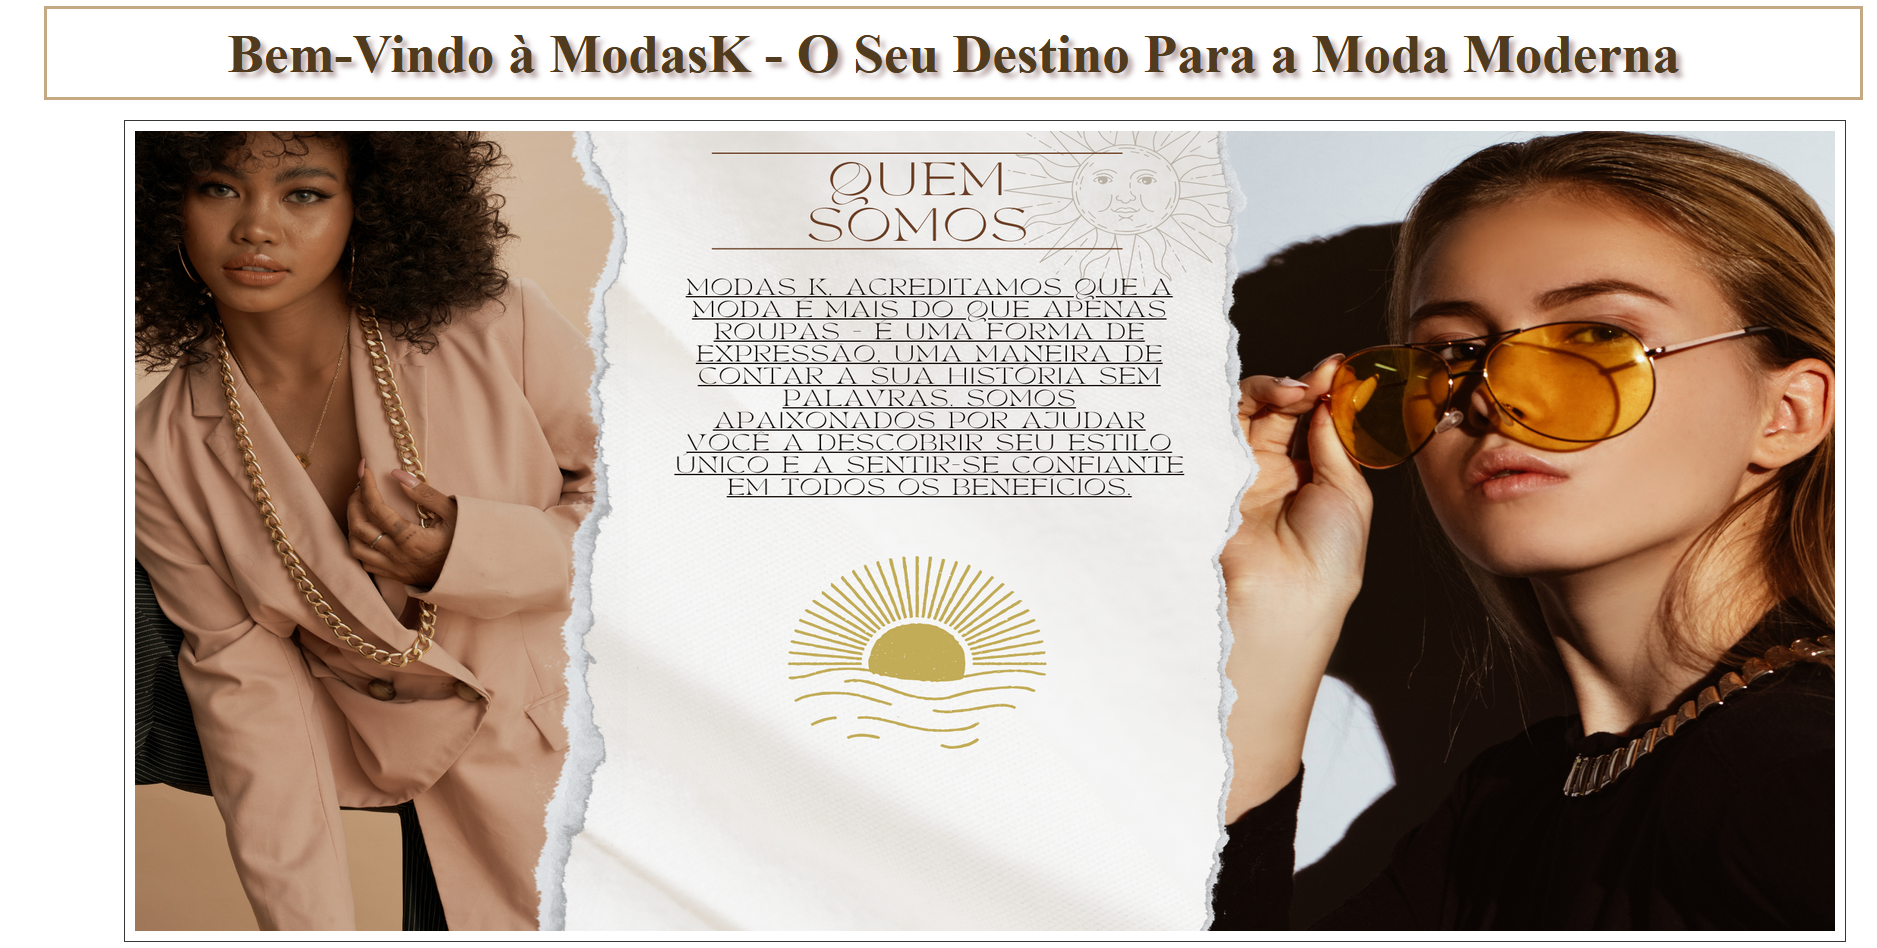 Bem-Vindo à ModasK - O Seu Destino Para a Moda Moderna
QUEM
SOMOS
MODAS K, ACREDITAMOS QUE A
MODA É MAIS DO QUE APENAS
ROUPAS - É UMA FORMA DE
EXPRESSÃO, UMA MANEIRA DE
CONTAR A SUA HISTÓRIA SEM
PALAVRAS. SOMOS
APAIXONADOS POR AJUDAR
VOCÊ A DESCOBRIR SEU ESTILO
ÚNICO E A SENTIR-SE CONFIANTE
EM TODOS OS BENEFÍCIOS.